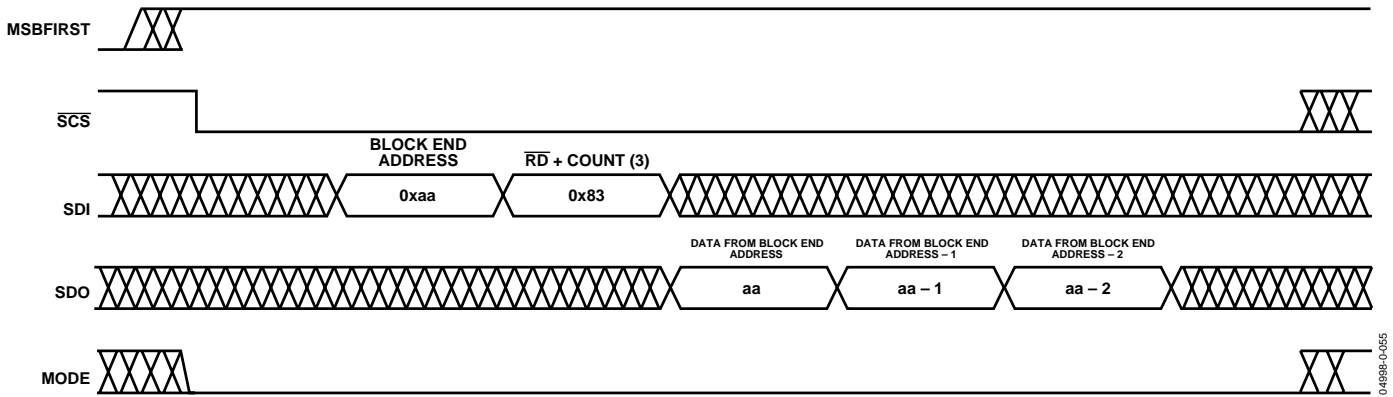 MSBFIRST
SCS
BLOCK END
ADDRESS
RD + COUNT (3)
SDI
0xaa
0x83
DATA FROM BLOCK END
ADDRESS
DATA FROM BLOCK END
ADDRESS – 1
DATA FROM BLOCK END
ADDRESS – 2
SDO
aa
aa – 1
aa – 2
MODE
04998-0-055